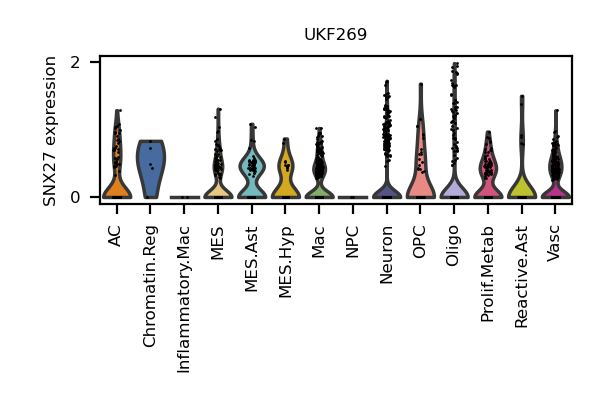 UKF269
SNX27 expression
2
0
AC
Chromatin.Reg
Inflammatory.Mac
MES
MES.Ast
MES.Hyp
Mac
NPC
Neuron
OPC
Oligo
Prolif.Metab
Reactive.Ast
Vasc